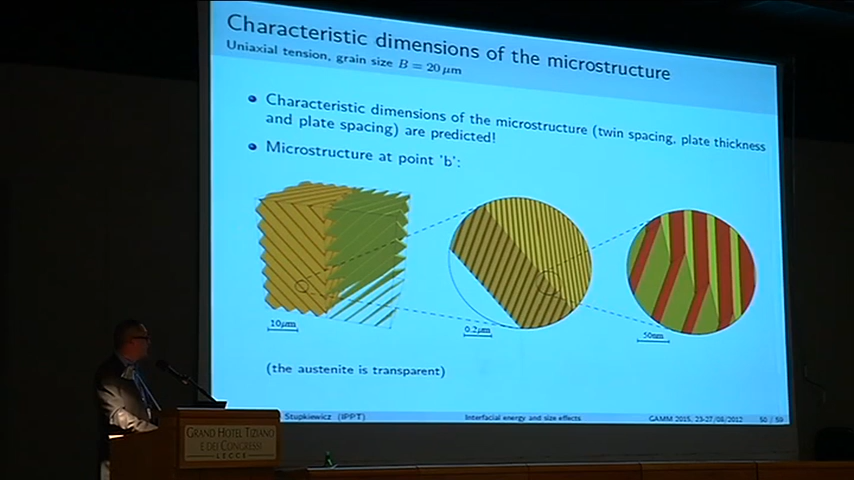 Characteristic dimensions of the microstructure
Uniaxial tension, grain size B = 20 μm
Characteristic dimensions of the microstructure (twin spacing, plate thickness
and plate spacing) are predicted!
Microstructure at point 'b':
10μm
0.2μm
50nm
(the austenite is transparent)
Stupkiewicz (IPPT)
Interfacial energy and size effects
GAMM 2015, 23-27/03/2012
50 / 59
GRAND HOTEL TIZIANO
E DEI CONGRESSI
LECCE